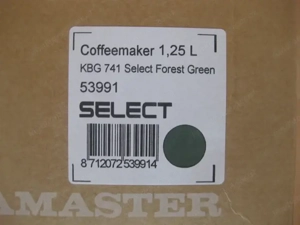 Coffeemaker 1,25 L
KBG 741 Select Forest Green
53991
SELECT
8 712072 539914
AMASTER